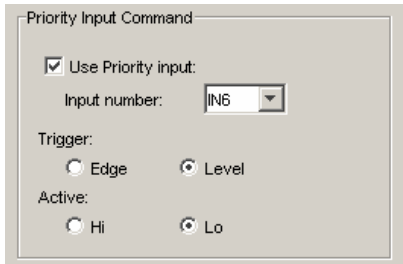 Priority Input Command
Use Priority input:
Input number: IN6
Trigger:
Edge Level
Active:
Hi Lo